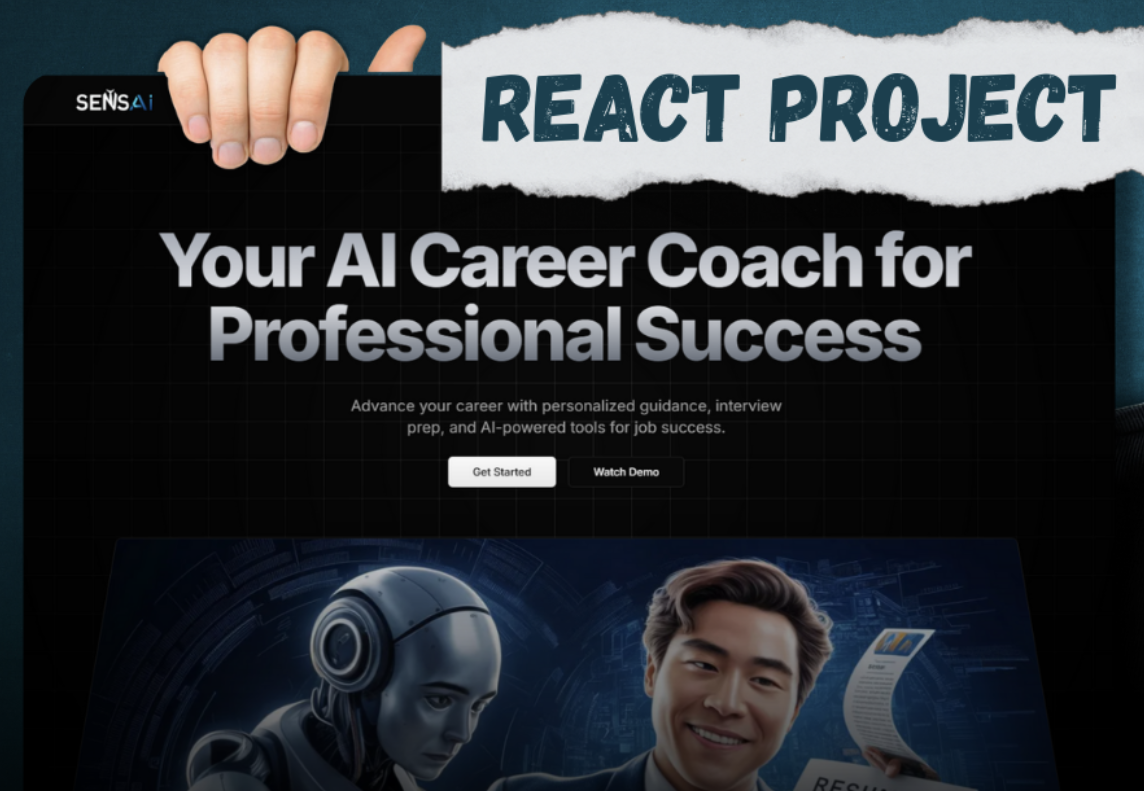 SENSAi
REACT PROJECT
Your AI Career Coach for
Professional Success
Advance your career with personalized guidance, interview
prep, and AI-powered tools for job success.
Get Started
Watch Demo